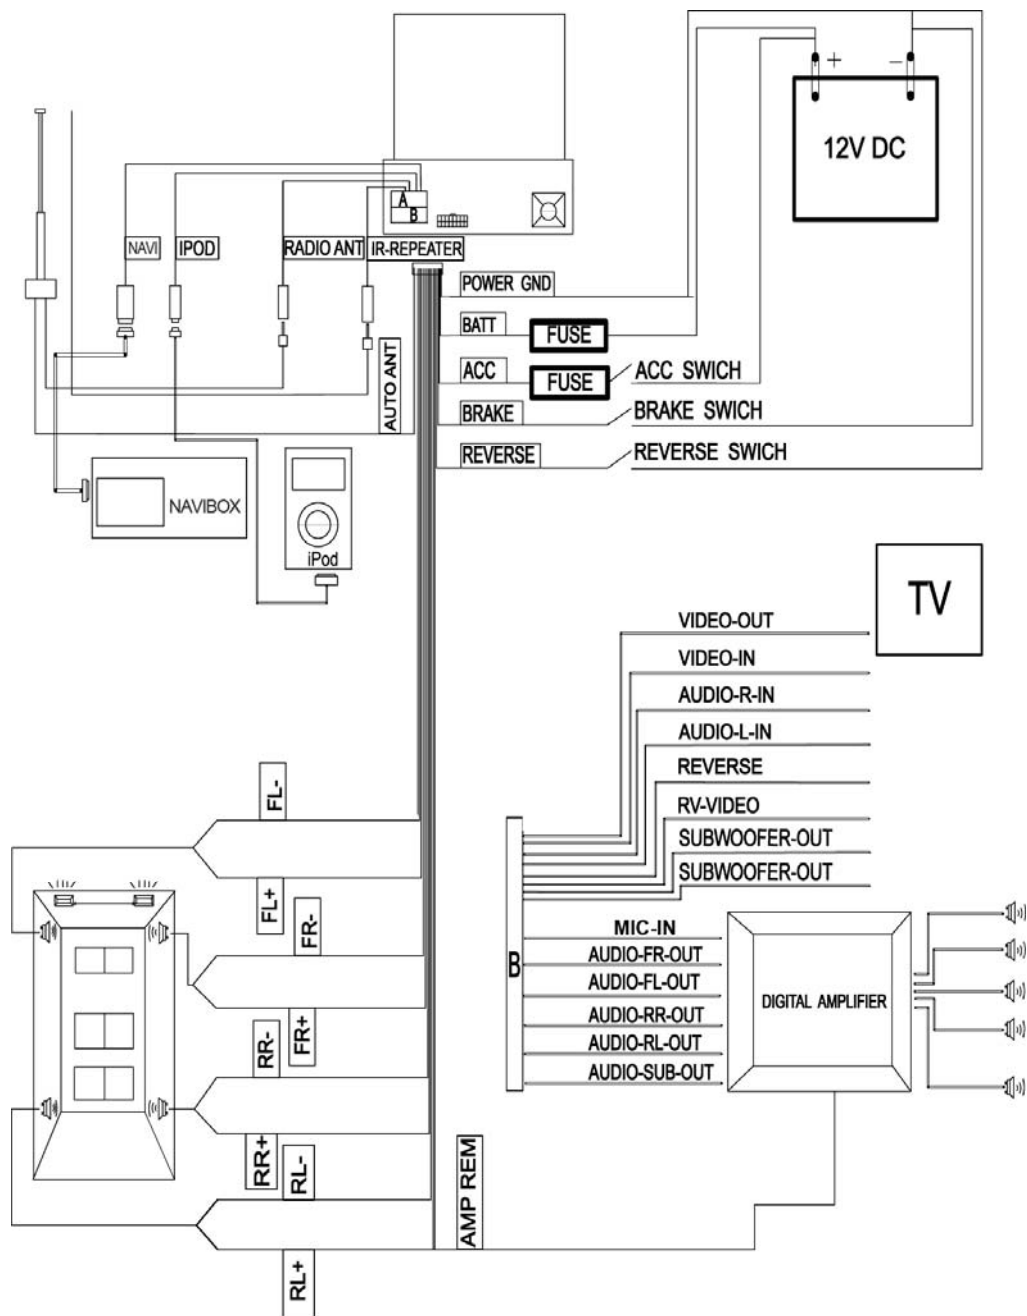 + −
12V DC
A
B
NAVI
IPOD
RADIO ANT
IR-REPEATER
POWER GND
BATT
FUSE
ACC
FUSE
ACC SWICH
AUTO ANT
BRAKE
BRAKE SWICH
REVERSE
REVERSE SWICH
NAVIBOX
iPod
TV
VIDEO-OUT
VIDEO-IN
AUDIO-R-IN
AUDIO-L-IN
REVERSE
RV-VIDEO
SUBWOOFER-OUT
SUBWOOFER-OUT
FL-
FL+
FR-
FR+
RR-
RR+
RL-
RL+
B
MIC-IN
AUDIO-FR-OUT
AUDIO-FL-OUT
AUDIO-RR-OUT
AUDIO-RL-OUT
AUDIO-SUB-OUT
DIGITAL AMPLIFIER
AMP REM